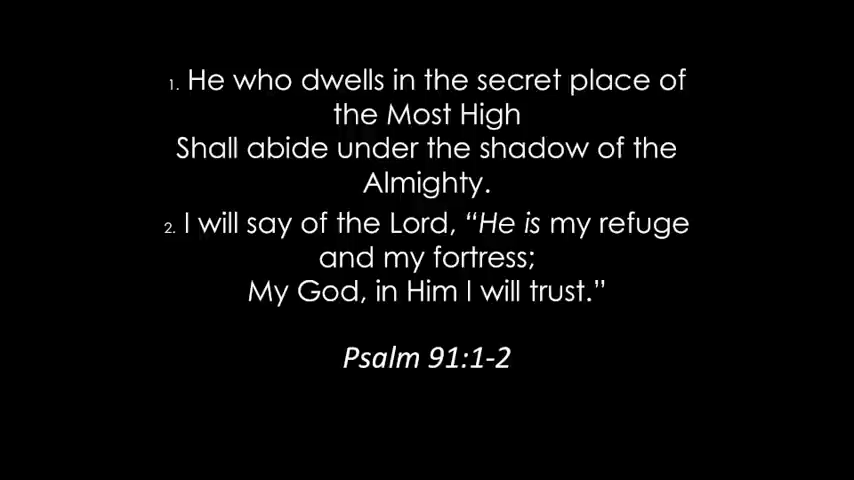 1. He who dwells in the secret place of
the Most High
Shall abide under the shadow of the
Almighty.
2. I will say of the Lord, “He is my refuge
and my fortress;
My God, in Him I will trust.”
Psalm 91:1-2